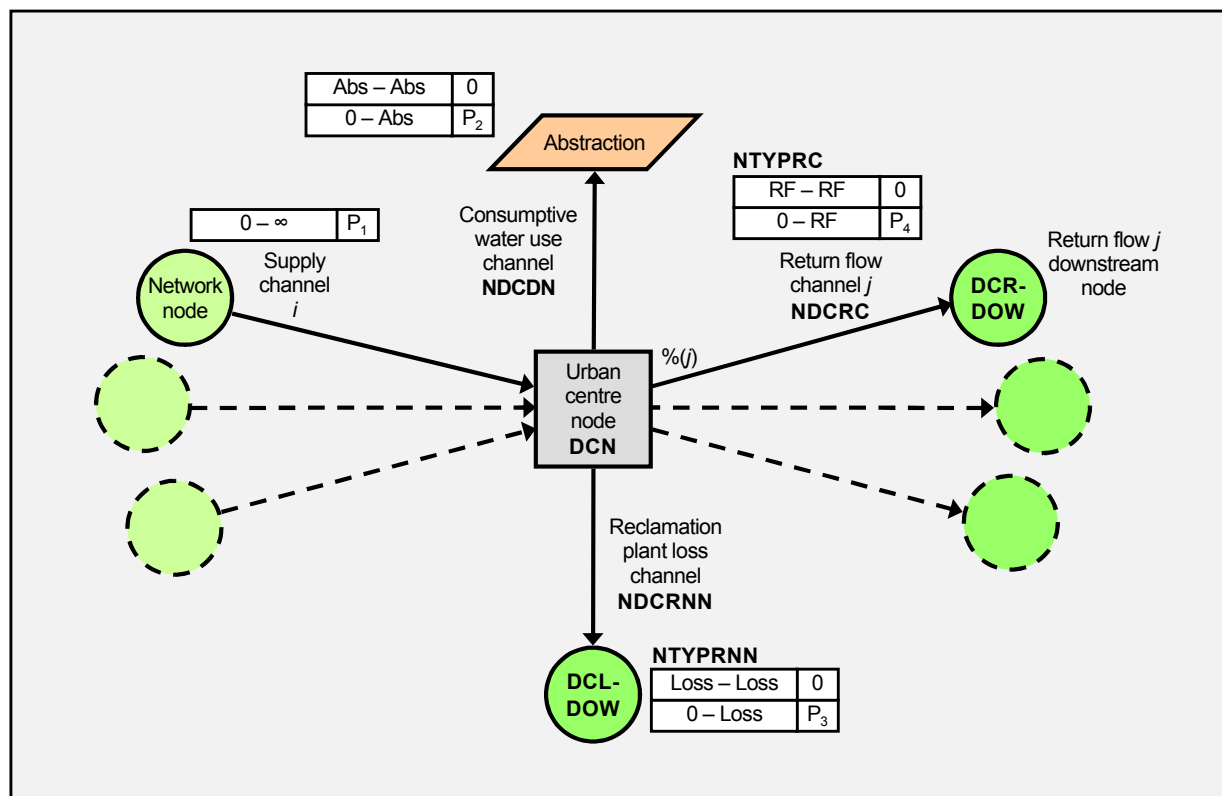 Abs – Abs 0
0 – Abs P₂
Abstraction
NTYPRC
RF – RF 0
0 – RF P₄
0 – ∞ P₁
Supply
channel
i
Network
node
Consumptive
water use
channel
NDCDN
Return flow
channel j
NDCRC
Return flow j
downstream
node
DCR-
DOW
%(j)
Urban
centre
node
DCN
Reclamation
plant loss
channel
NDCRNN
DCL-
DOW
NTYPRNN
Loss – Loss 0
0 – Loss P₃